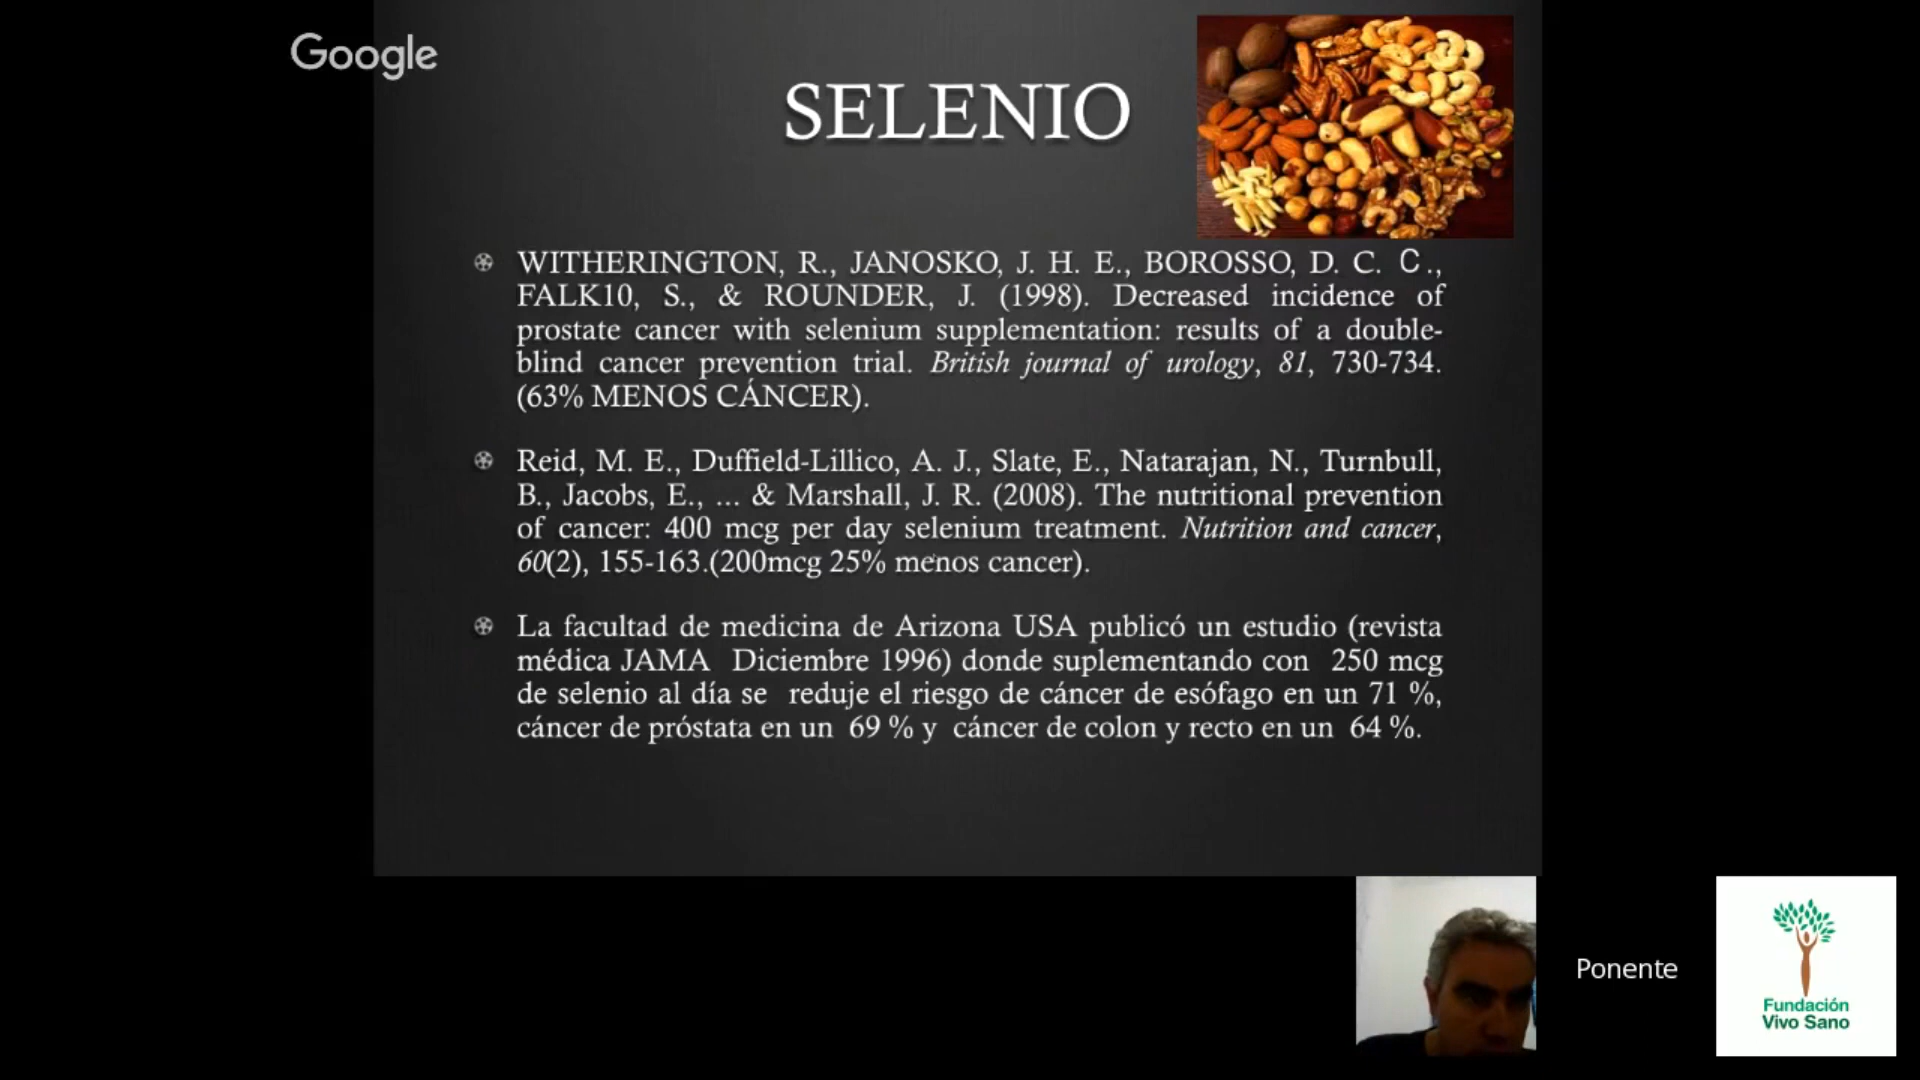 Google
SELENIO
WITHERINGTON, R., JANOSKO, J. H. E., BOROSSO, D. C. C.,
FALK10, S., & ROUNDER, J. (1998). Decreased incidence of
prostate cancer with selenium supplementation: results of a double-
blind cancer prevention trial. British journal of urology, 81, 730-734.
(63% MENOS CÁNCER).
Reid, M. E., Duffield-Lillico, A. J., Slate, E., Natarajan, N., Turnbull,
B., Jacobs, E., ... & Marshall, J. R. (2008). The nutritional prevention
of cancer: 400 mcg per day selenium treatment. Nutrition and cancer,
60(2), 155-163.(200mcg 25% menos cancer).
La facultad de medicina de Arizona USA publicó un estudio (revista
médica JAMA Diciembre 1996) donde suplementando con 250 mcg
de selenio al día se reduje el riesgo de cáncer de esófago en un 71 %,
cáncer de próstata en un 69 % y cáncer de colon y recto en un 64 %.
Ponente
Fundación
Vivo Sano